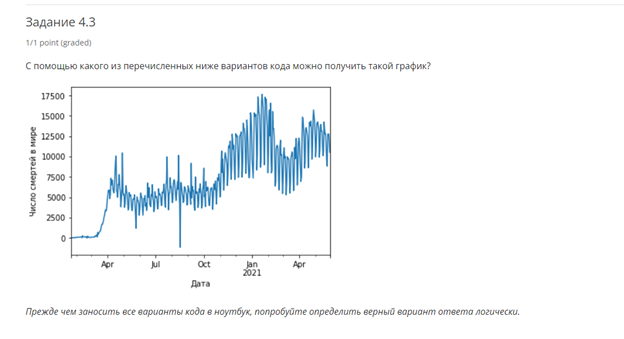 Задание 4.3
1/1 point (graded)
С помощью какого из перечисленных ниже вариантов кода можно получить такой график?
17500
15000
12500
10000
7500
5000
2500
0
Число смертей в мире
Apr
Jul
Oct
Jan
2021
Apr
Дата
Прежде чем заносить все варианты кода в ноутбук, попробуйте определить верный вариант ответа логически.